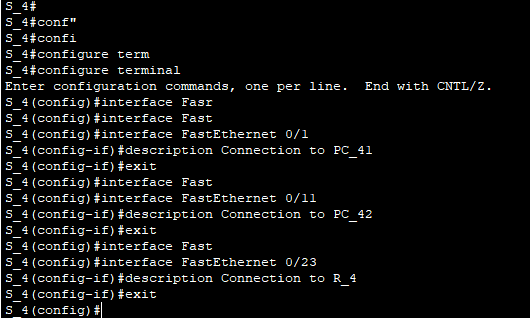 S_4#
S_4#conf"
S_4#confi
S_4#configure term
S_4#configure terminal
Enter configuration commands, one per line.  End with CNTL/Z.
S_4(config)#interface Fasr
S_4(config)#interface Fast
S_4(config)#interface FastEthernet 0/1
S_4(config-if)#description Connection to PC_41
S_4(config-if)#exit
S_4(config)#interface Fast
S_4(config)#interface FastEthernet 0/11
S_4(config-if)#description Connection to PC_42
S_4(config-if)#exit
S_4(config)#interface Fast
S_4(config)#interface FastEthernet 0/23
S_4(config-if)#description Connection to R_4
S_4(config-if)#exit
S_4(config)#